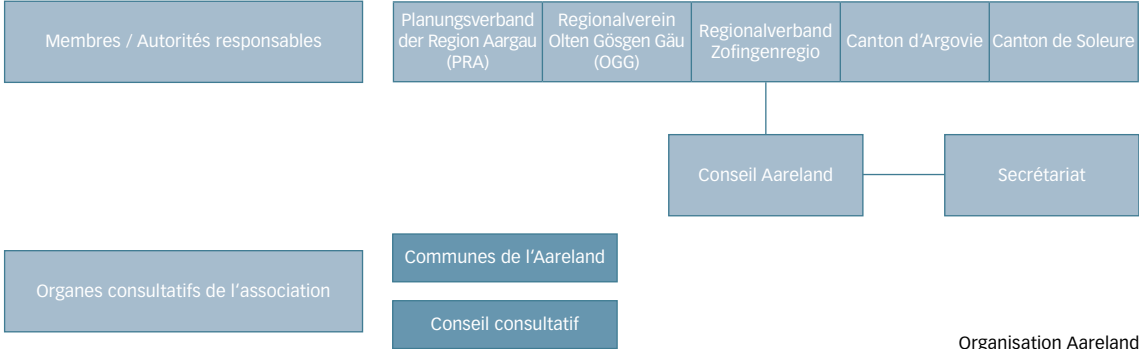 Membres / Autorités responsables
Planungsverband
der Region Aargau
(PRA)
Regionalverein
Olten Gösgen Gäu
(OGG)
Regionalverband
Zofingenregio
Canton d'Argovie
Canton de Soleure
Conseil Aareland
Secrétariat
Organes consultatifs de l'association
Communes de l'Aareland
Conseil consultatif
Organisation Aareland